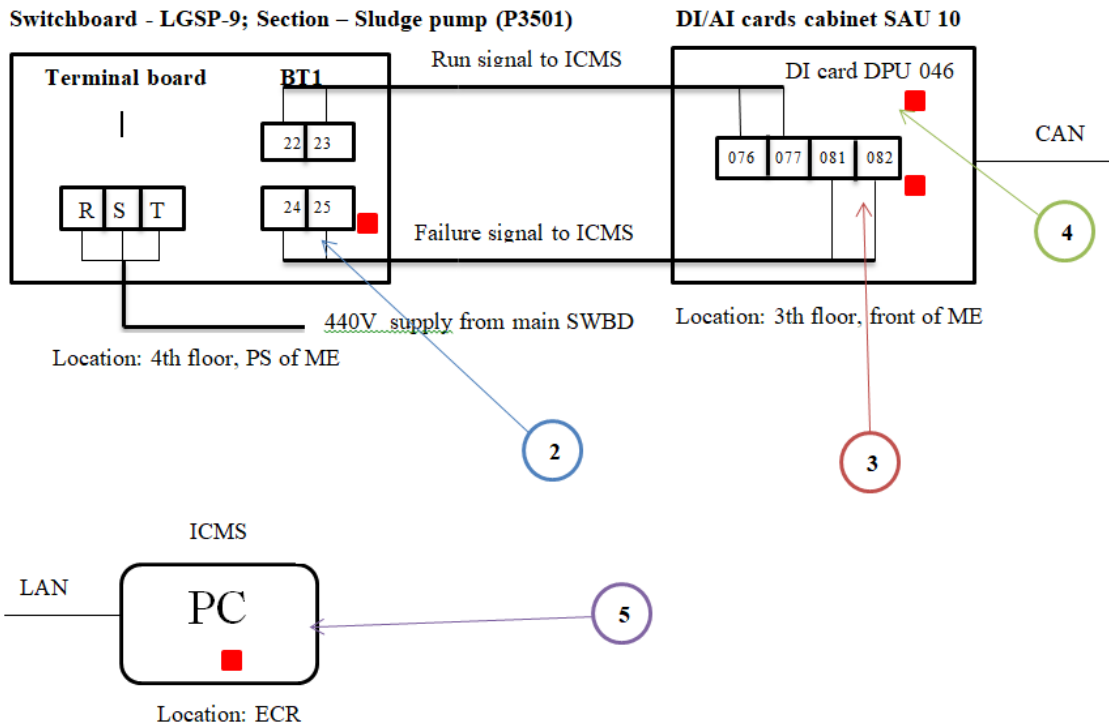 Switchboard - LGSP-9; Section – Sludge pump (P3501)
DI/AI cards cabinet SAU 10
Terminal board
BT1
Run signal to ICMS
DI card DPU 046
22 23
076 077 081 082
CAN
R S T
24 25
Failure signal to ICMS
4
440V supply from main SWBD
Location: 3th floor, front of ME
Location: 4th floor, PS of ME
2
3
ICMS
LAN
PC
5
Location: ECR